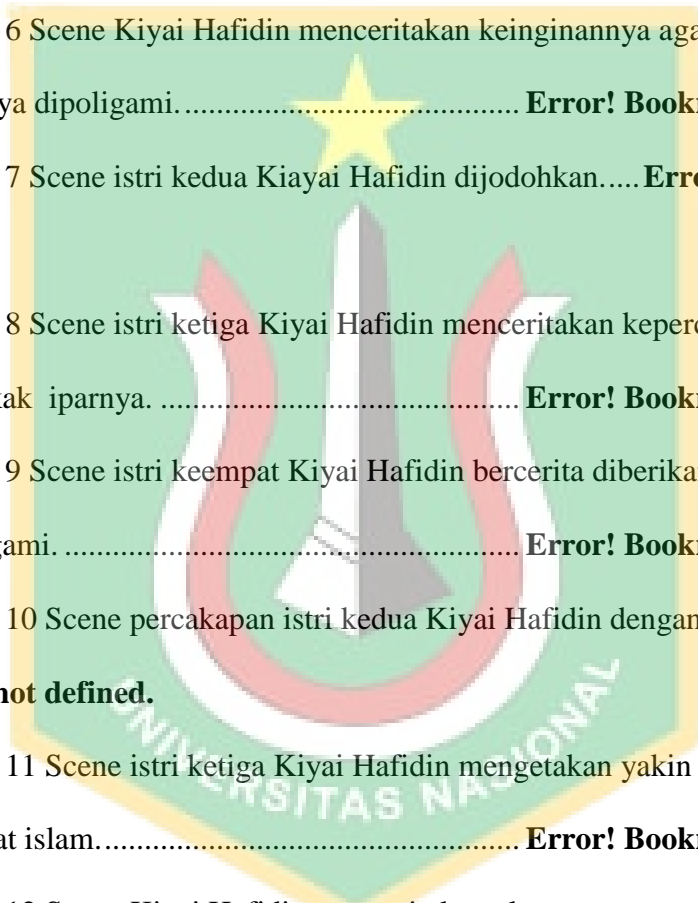 6 Scene Kiyai Hafidin menceritakan keinginannya aga
ya dipoligami. ..................................... Error! Book
7 Scene istri kedua Kiayai Hafidin dijodohkan..... Erro
8 Scene istri ketiga Kiyai Hafidin menceritakan keperc
ak iparnya. ....................................... Error! Book
9 Scene istri keempat Kiyai Hafidin bercerita diberika
gami. .................................................. Error! Book
10 Scene percakapan istri kedua Kiyai Hafidin dengan
not defined.
11 Scene istri ketiga Kiyai Hafidin mengetakan yakin
at islam.............................................. Error! Book
UNIVERSITAS NASIONAL